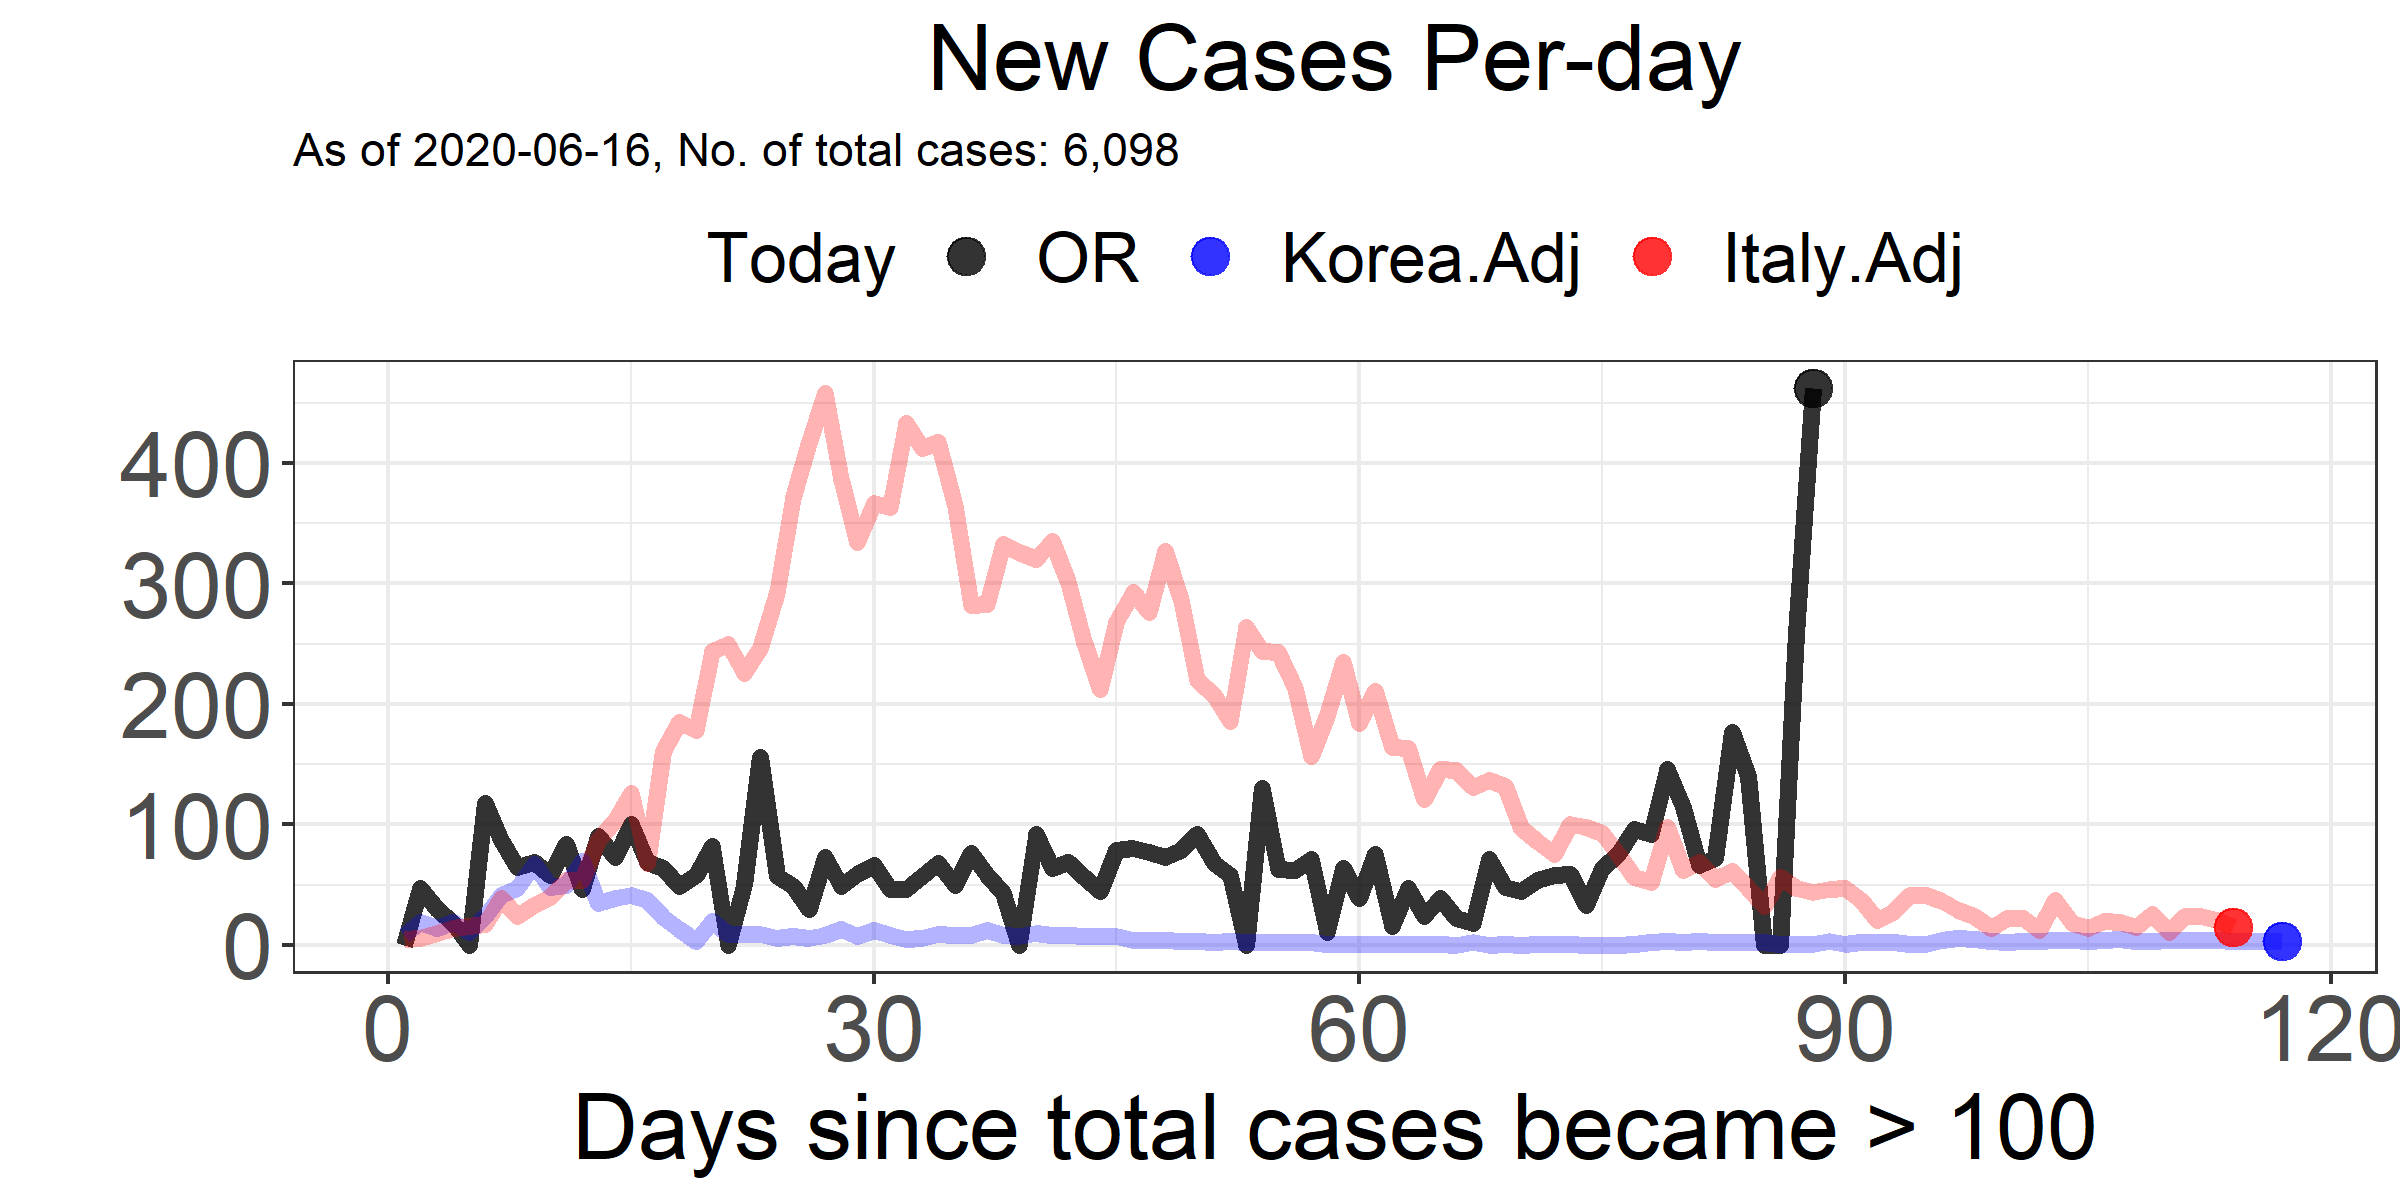 New Cases Per-day
As of 2020-06-16, No. of total cases: 6,098
Today OR Korea.Adj Italy.Adj
400
300
200
100
0
0 30 60 90 120
Days since total cases became > 100